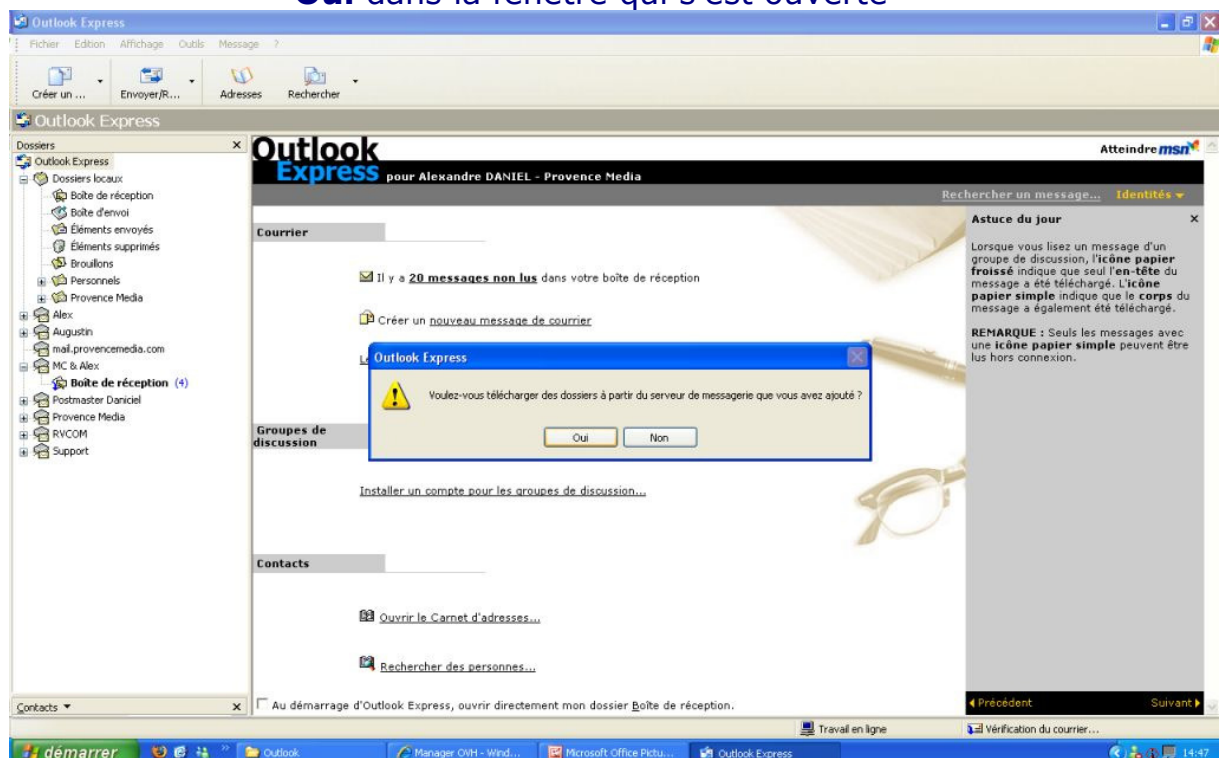 Oui dans la fenêtre qui s'est ouverte
Outlook Express
Fichier Edition Affichage Outils Message ?
Créer un ... Envoyer/R... Adresses Rechercher
Outlook Express
Dossiers x
Outlook Express
Dossiers locaux
Boîte de réception
Boîte d'envoi
Éléments envoyés
Éléments supprimés
Brouillons
Personnels
Provence Media
Alex
Augustin
mail.provencemedia.com
MC & Alex
Boîte de réception (4)
Postmaster Daniciel
Provence Media
RVCOM
Support
Contacts x
Outlook
Express pour Alexandre DANIEL - Provence Media
Atteindre msn
Rechercher un message... Identités
Courrier
Il y a 20 messages non lus dans votre boîte de réception
Créer un nouveau message de courrier
Outlook Express
Voulez-vous télécharger des dossiers à partir du serveur de messagerie que vous avez ajouté ?
Oui Non
Groupes de
discussion
Installer un compte pour les groupes de discussion...
Contacts
Ouvrir le Carnet d'adresses...
Rechercher des personnes...
Au démarrage d'Outlook Express, ouvrir directement mon dossier Boîte de réception.
Astuce du jour x
Lorsque vous lisez un message d'un
groupe de discussion, l'icône papier
froissé indique que seul l'en-tête du
message a été téléchargé. L'icône
papier simple indique que le corps du
message a également été téléchargé.
REMARQUE : Seuls les messages avec
une icône papier simple peuvent être
lus hors connexion.
Précédent Suivant
Travail en ligne Vérification du courrier...
démarrer Outlook Manager OVH - Wind... Microsoft Office Pictu... Outlook Express 14:47